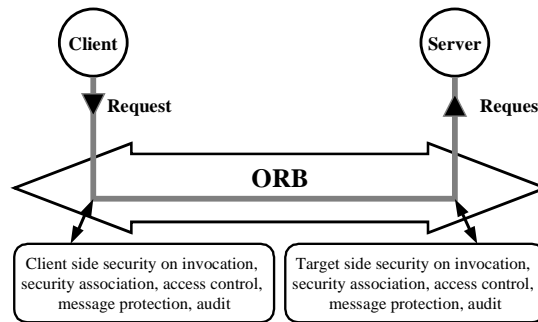 Client
Server
Request
Reques
ORB
Client side security on invocation,
security association, access control,
message protection, audit
Target side security on invocation,
security association, access control,
message protection, audit